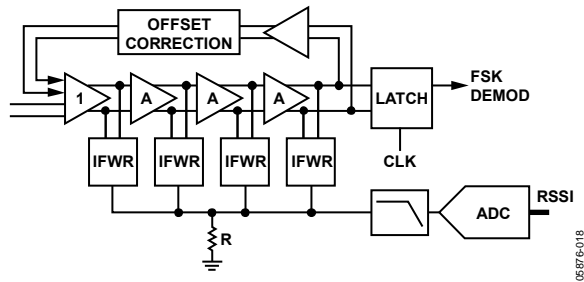 OFFSET
CORRECTION
1
A
A
A
LATCH
FSK
DEMOD
IFWR
IFWR
IFWR
IFWR
CLK
R
ADC
RSSI
05876-018